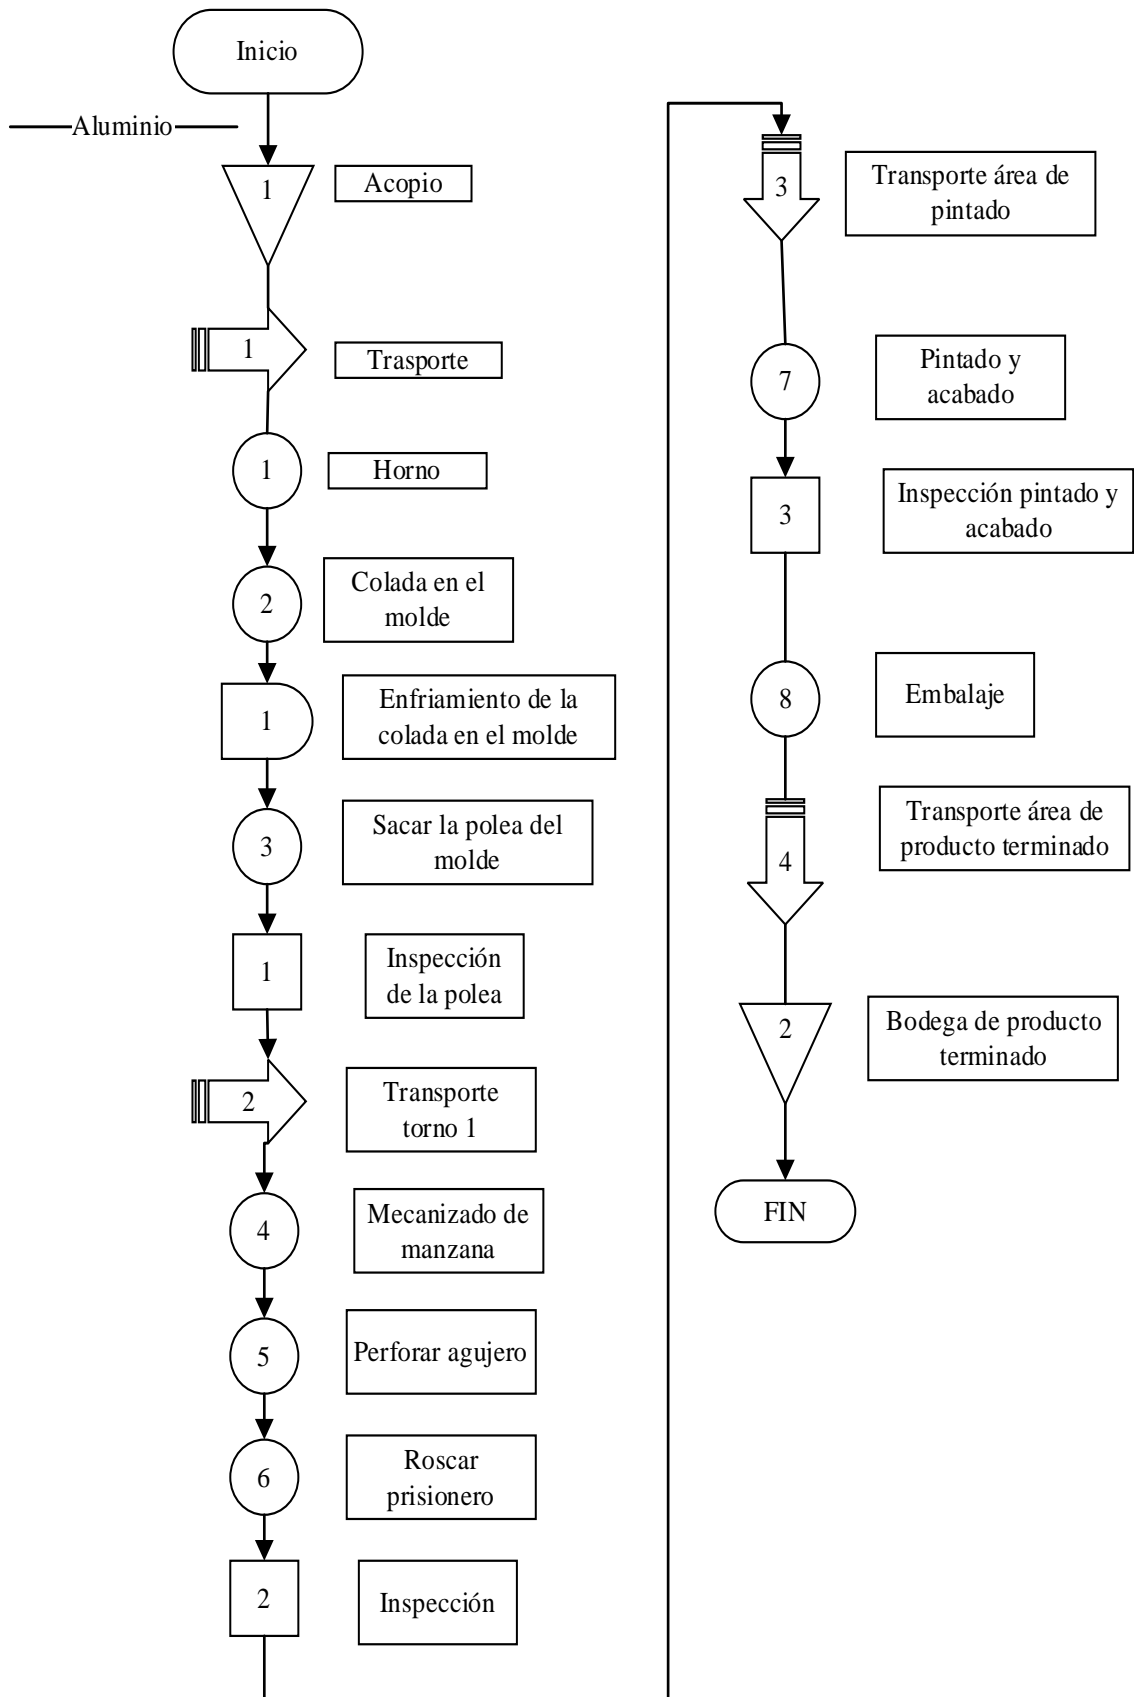 Inicio
Aluminio
1
Acopio
1
Trasporte
1
Horno
2
Colada en el
molde
1
Enfriamiento de la
colada en el molde
3
Sacar la polea del
molde
1
Inspección
de la polea
2
Transporte
torno 1
4
Mecanizado de
manzana
5
Perforar agujero
6
Roscar
prisionero
2
Inspección
3
Transporte área de
pintado
7
Pintado y
acabado
3
Inspección pintado y
acabado
8
Embalaje
4
Transporte área de
producto terminado
2
Bodega de producto
terminado
FIN